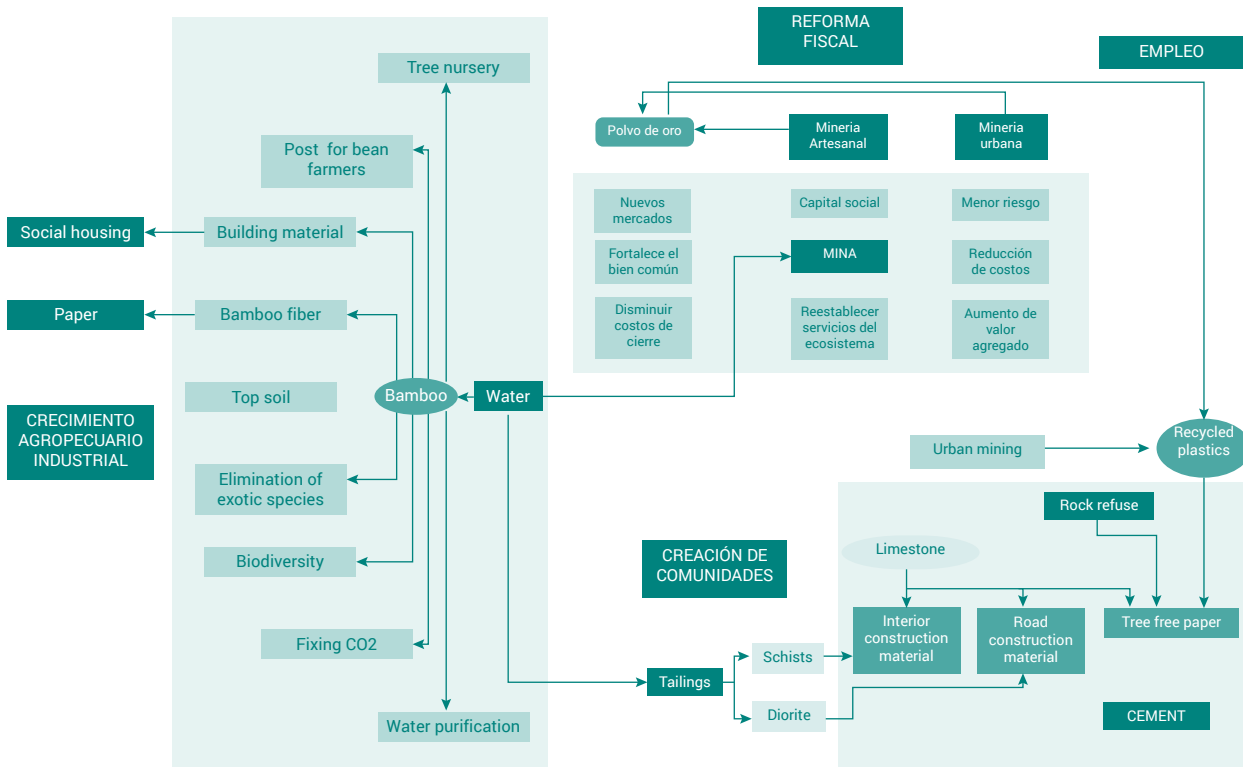 REFORMA
FISCAL
EMPLEO
Tree nursery
Polvo de oro
Mineria
Artesanal
Mineria
urbana
Post for bean
farmers
Nuevos
mercados
Capital social
Menor riesgo
Social housing
Building material
Fortalece el
bien común
MINA
Reducción
de costos
Paper
Bamboo fiber
Disminuir
costos de
cierre
Reestablecer
servicios del
ecosistema
Aumento de
valor
agregado
Top soil
Bamboo
Water
CRECIMIENTO
AGROPECUARIO
INDUSTRIAL
Urban mining
Recycled
plastics
Elimination of
exotic species
Rock refuse
CREACIÓN DE
COMUNIDADES
Limestone
Biodiversity
Interior
construction
material
Road
construction
material
Tree free paper
Fixing CO2
Schists
Tailings
Diorite
CEMENT
Water purification